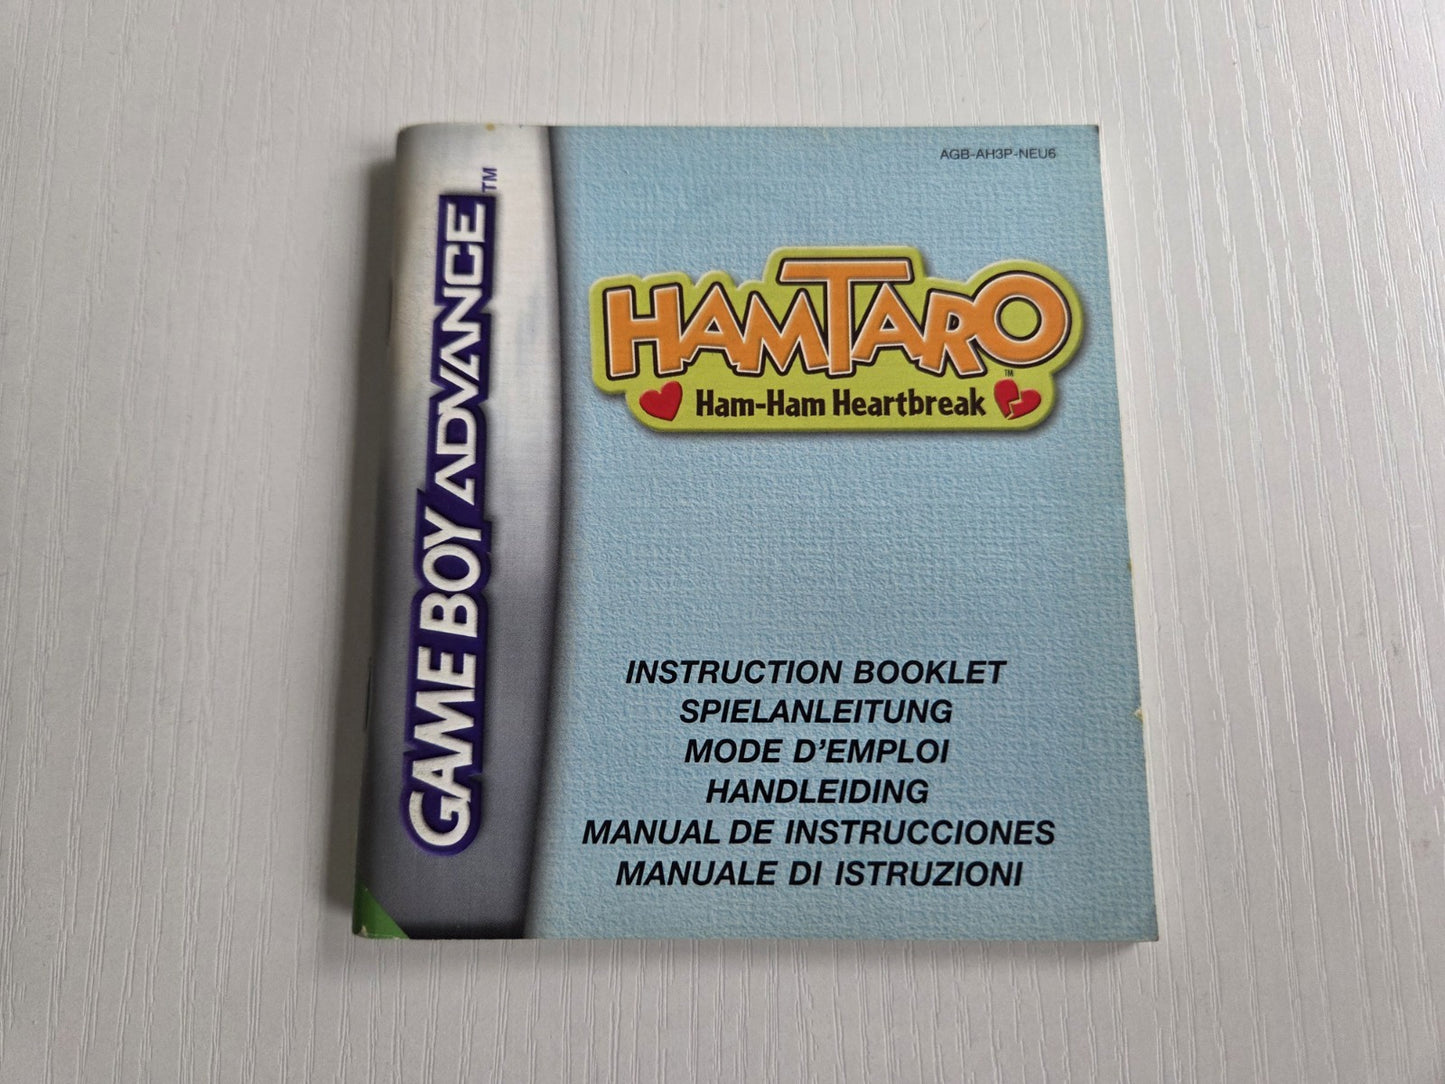 GAME BOY ADVANCE™
AGB-AH3P-NEU6
HAMTARO™
Ham-Ham Heartbreak
INSTRUCTION BOOKLET
SPIELANLEITUNG
MODE D'EMPLOI
HANDLEIDING
MANUAL DE INSTRUCCIONES
MANUALE DI ISTRUZIONI